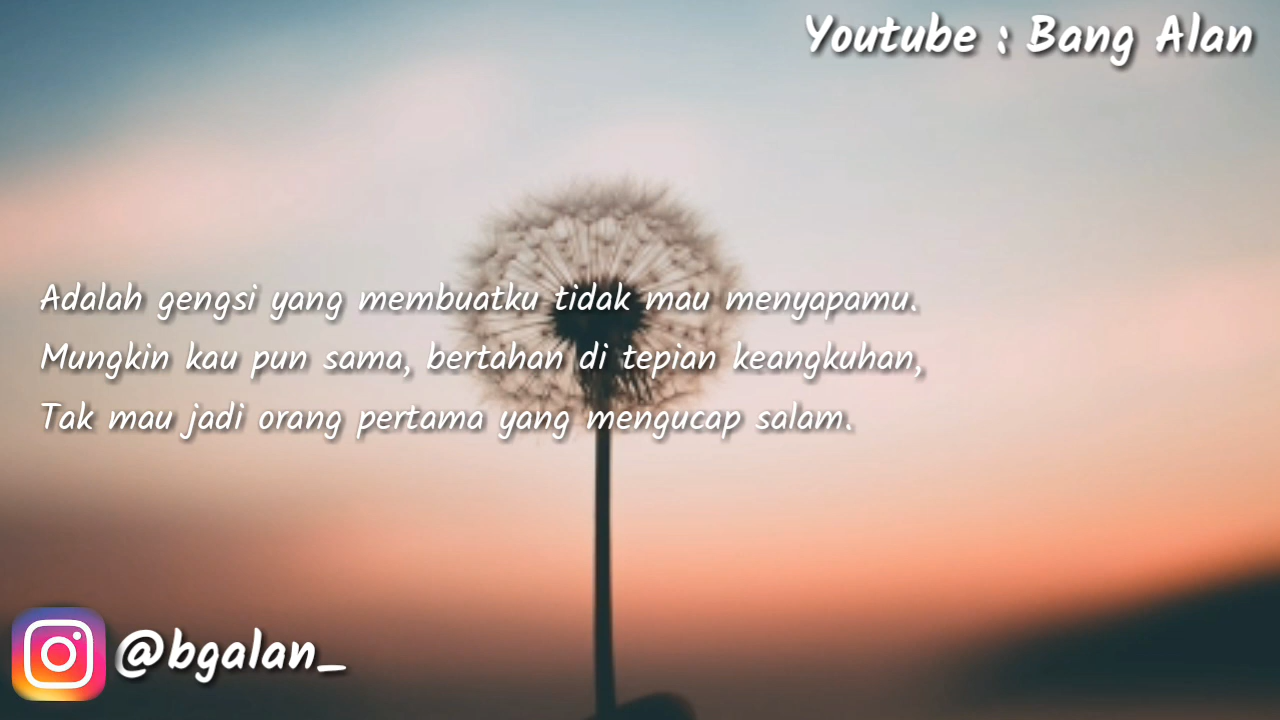 Youtube : Bang Alan
Adalah gengsi yang membuatku tidak mau menyapamu.
Mungkin kau pun sama, bertahan di tepian keangkuhan,
Tak mau jadi orang pertama yang mengucap salam.
@bgalan_